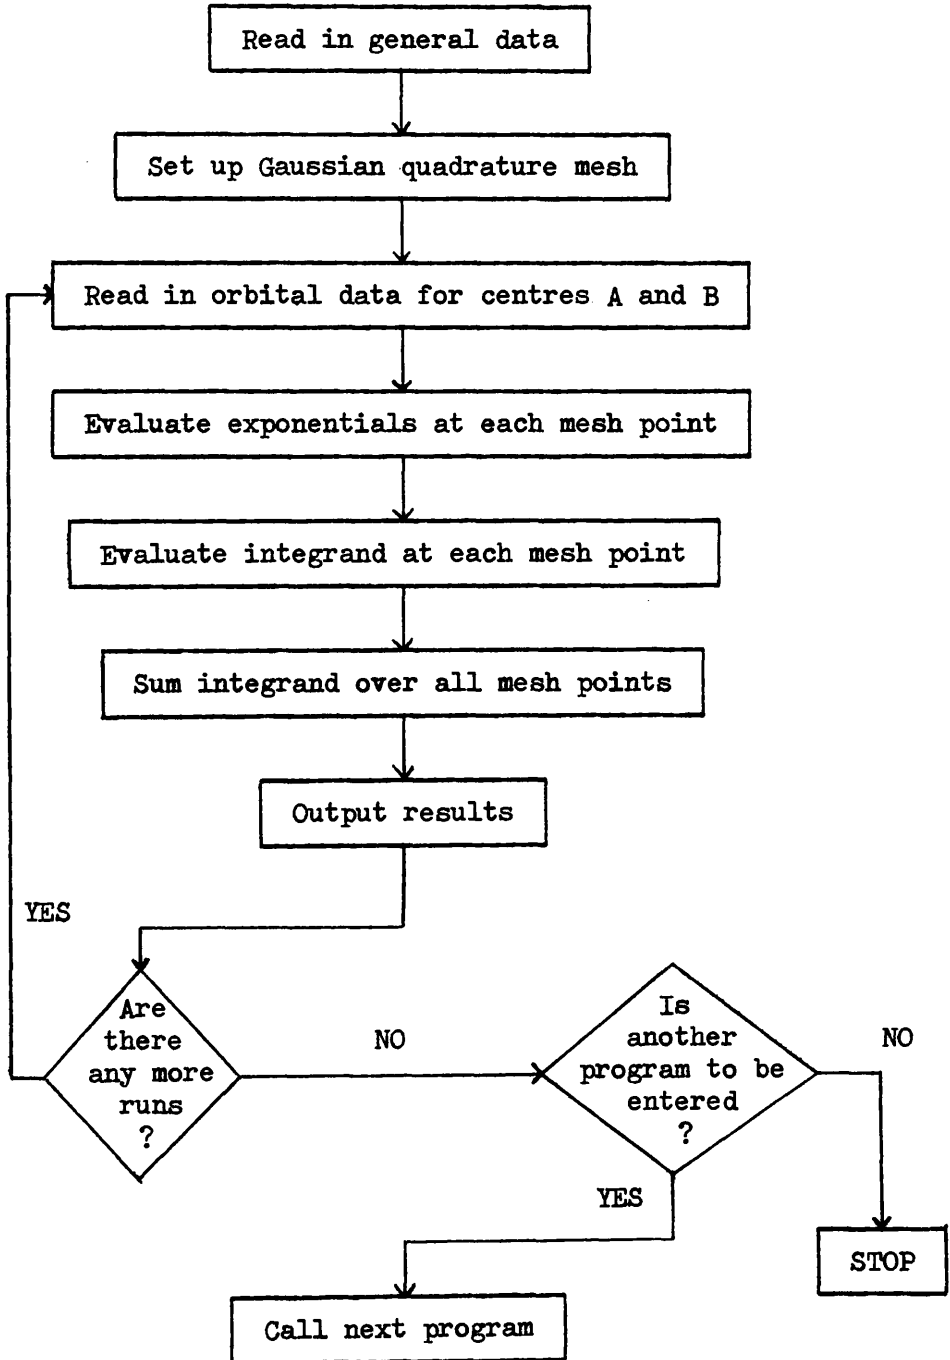 Read in general data
Set up Gaussian quadrature mesh
Read in orbital data for centres A and B
Evaluate exponentials at each mesh point
Evaluate integrand at each mesh point
Sum integrand over all mesh points
Output results
YES
Are
there
any more
runs
?
NO
Is
another
program to be
entered
?
NO
YES
STOP
Call next program